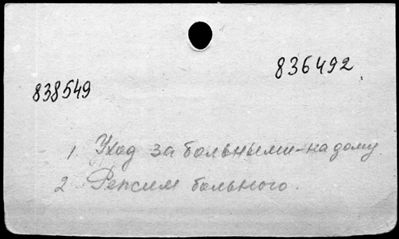 836492
838549
1. Уход за больными-на дому.
2. Режим больного.